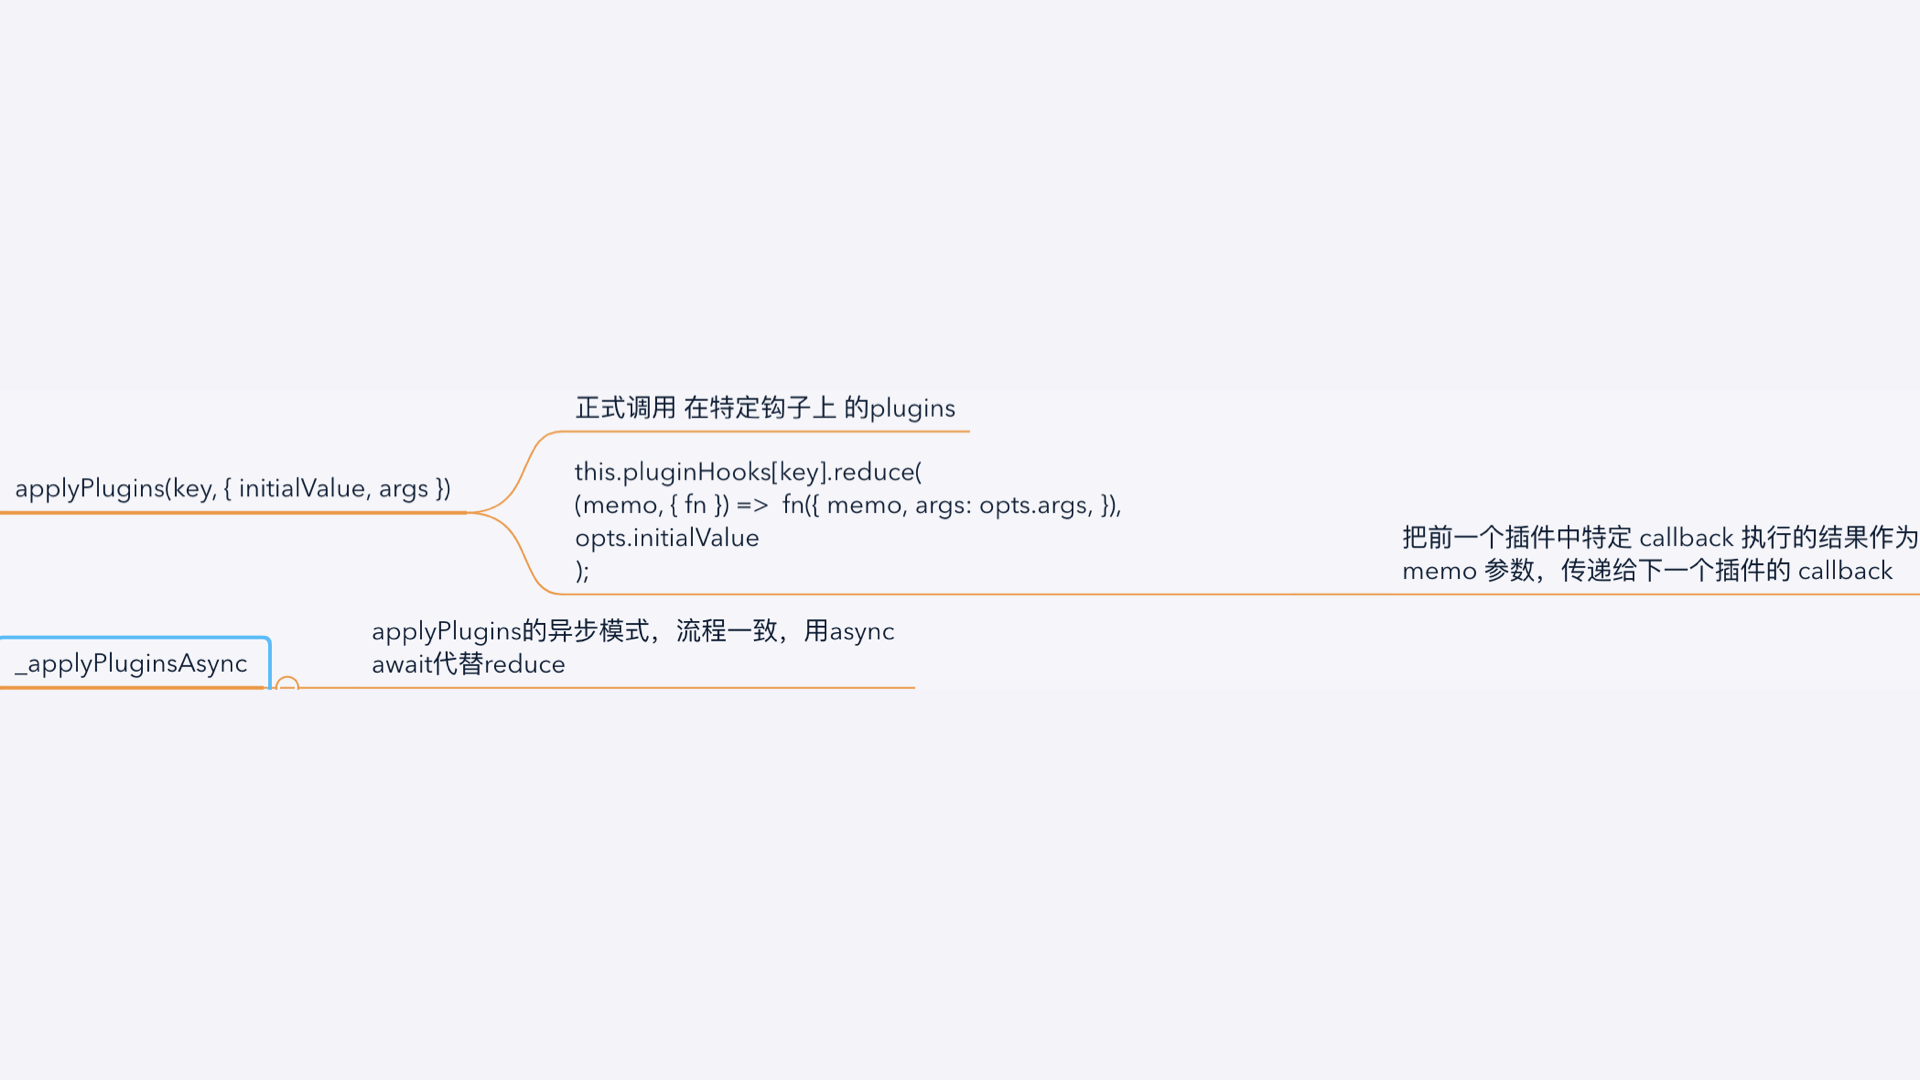 applyPlugins(key, { initialValue, args })
正式调用 在特定钩子上 的plugins
this.pluginHooks[key].reduce(
(memo, { fn }) =>  fn({ memo, args: opts.args, }),
opts.initialValue
);
把前一个插件中特定 callback 执行的结果作为
memo 参数，传递给下一个插件的 callback
_applyPluginsAsync
applyPlugins的异步模式，流程一致，用async
await代替reduce